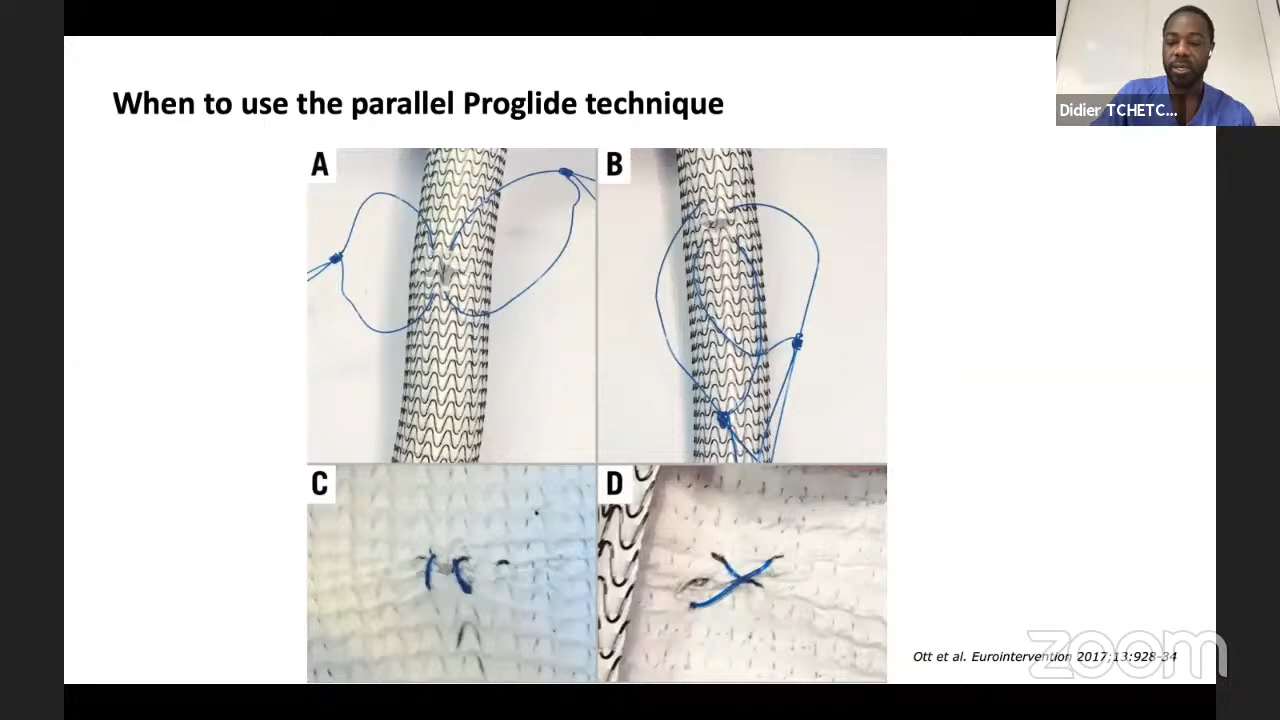 When to use the parallel Proglide technique
Didier TCHETC...
A
B
C
D
Ott et al. Eurointervention 2017;13:928-34
zoom